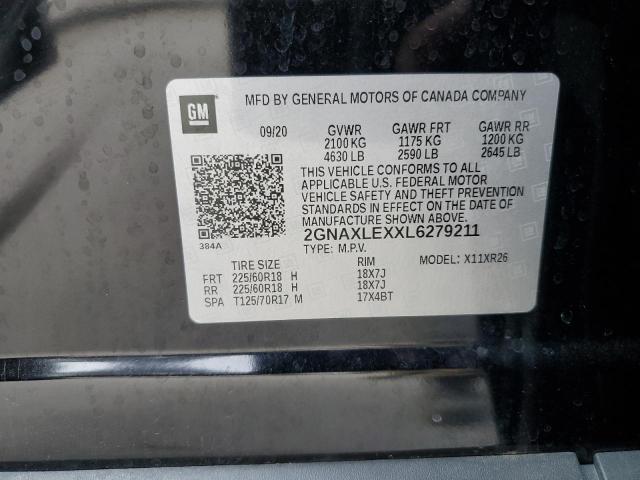 GM
MFD BY GENERAL MOTORS OF CANADA COMPANY
09/20 GVWR GAWR FRT GAWR RR
2100 KG 1175 KG 1200 KG
4630 LB 2590 LB 2645 LB
THIS VEHICLE CONFORMS TO ALL
APPLICABLE U.S. FEDERAL MOTOR
VEHICLE SAFETY AND THEFT PREVENTION
STANDARDS IN EFFECT ON THE DATE OF
MANUFACTURE SHOWN ABOVE.
2GNAXLEXXL6279211
384A
TYPE: M.P.V.
TIRE SIZE RIM MODEL: X11XR26
FRT 225/60R18 H 18X7J
RR 225/60R18 H 18X7J
SPA T125/70R17 M 17X4BT